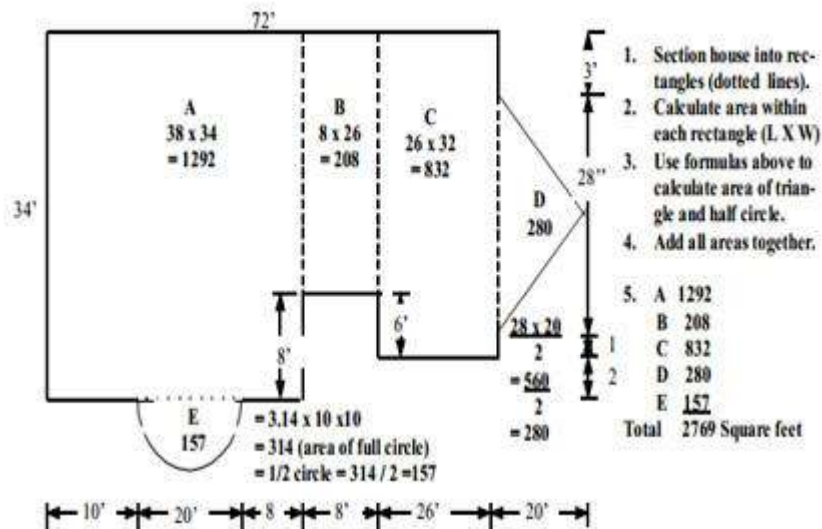 72'
A
38 x 34
= 1292
B
8 x 26
= 208
C
26 x 32
= 832
D
280
34'
3'
28''
8'
6'
1
2
E
157
= 3.14 x 10 x10
= 314 (area of full circle)
= 1/2 circle = 314 / 2 =157
28 x 20
2
= 560
2
= 280
10'
20'
8
8'
26'
20'
1. Section house into rec-
tangles (dotted lines).
2. Calculate area within
each rectangle (L X W)
3. Use formulas above to
calculate area of trian-
gle and half circle.
4. Add all areas together.
5. A 1292
B 208
C 832
D 280
E 157
Total 2769 Square feet